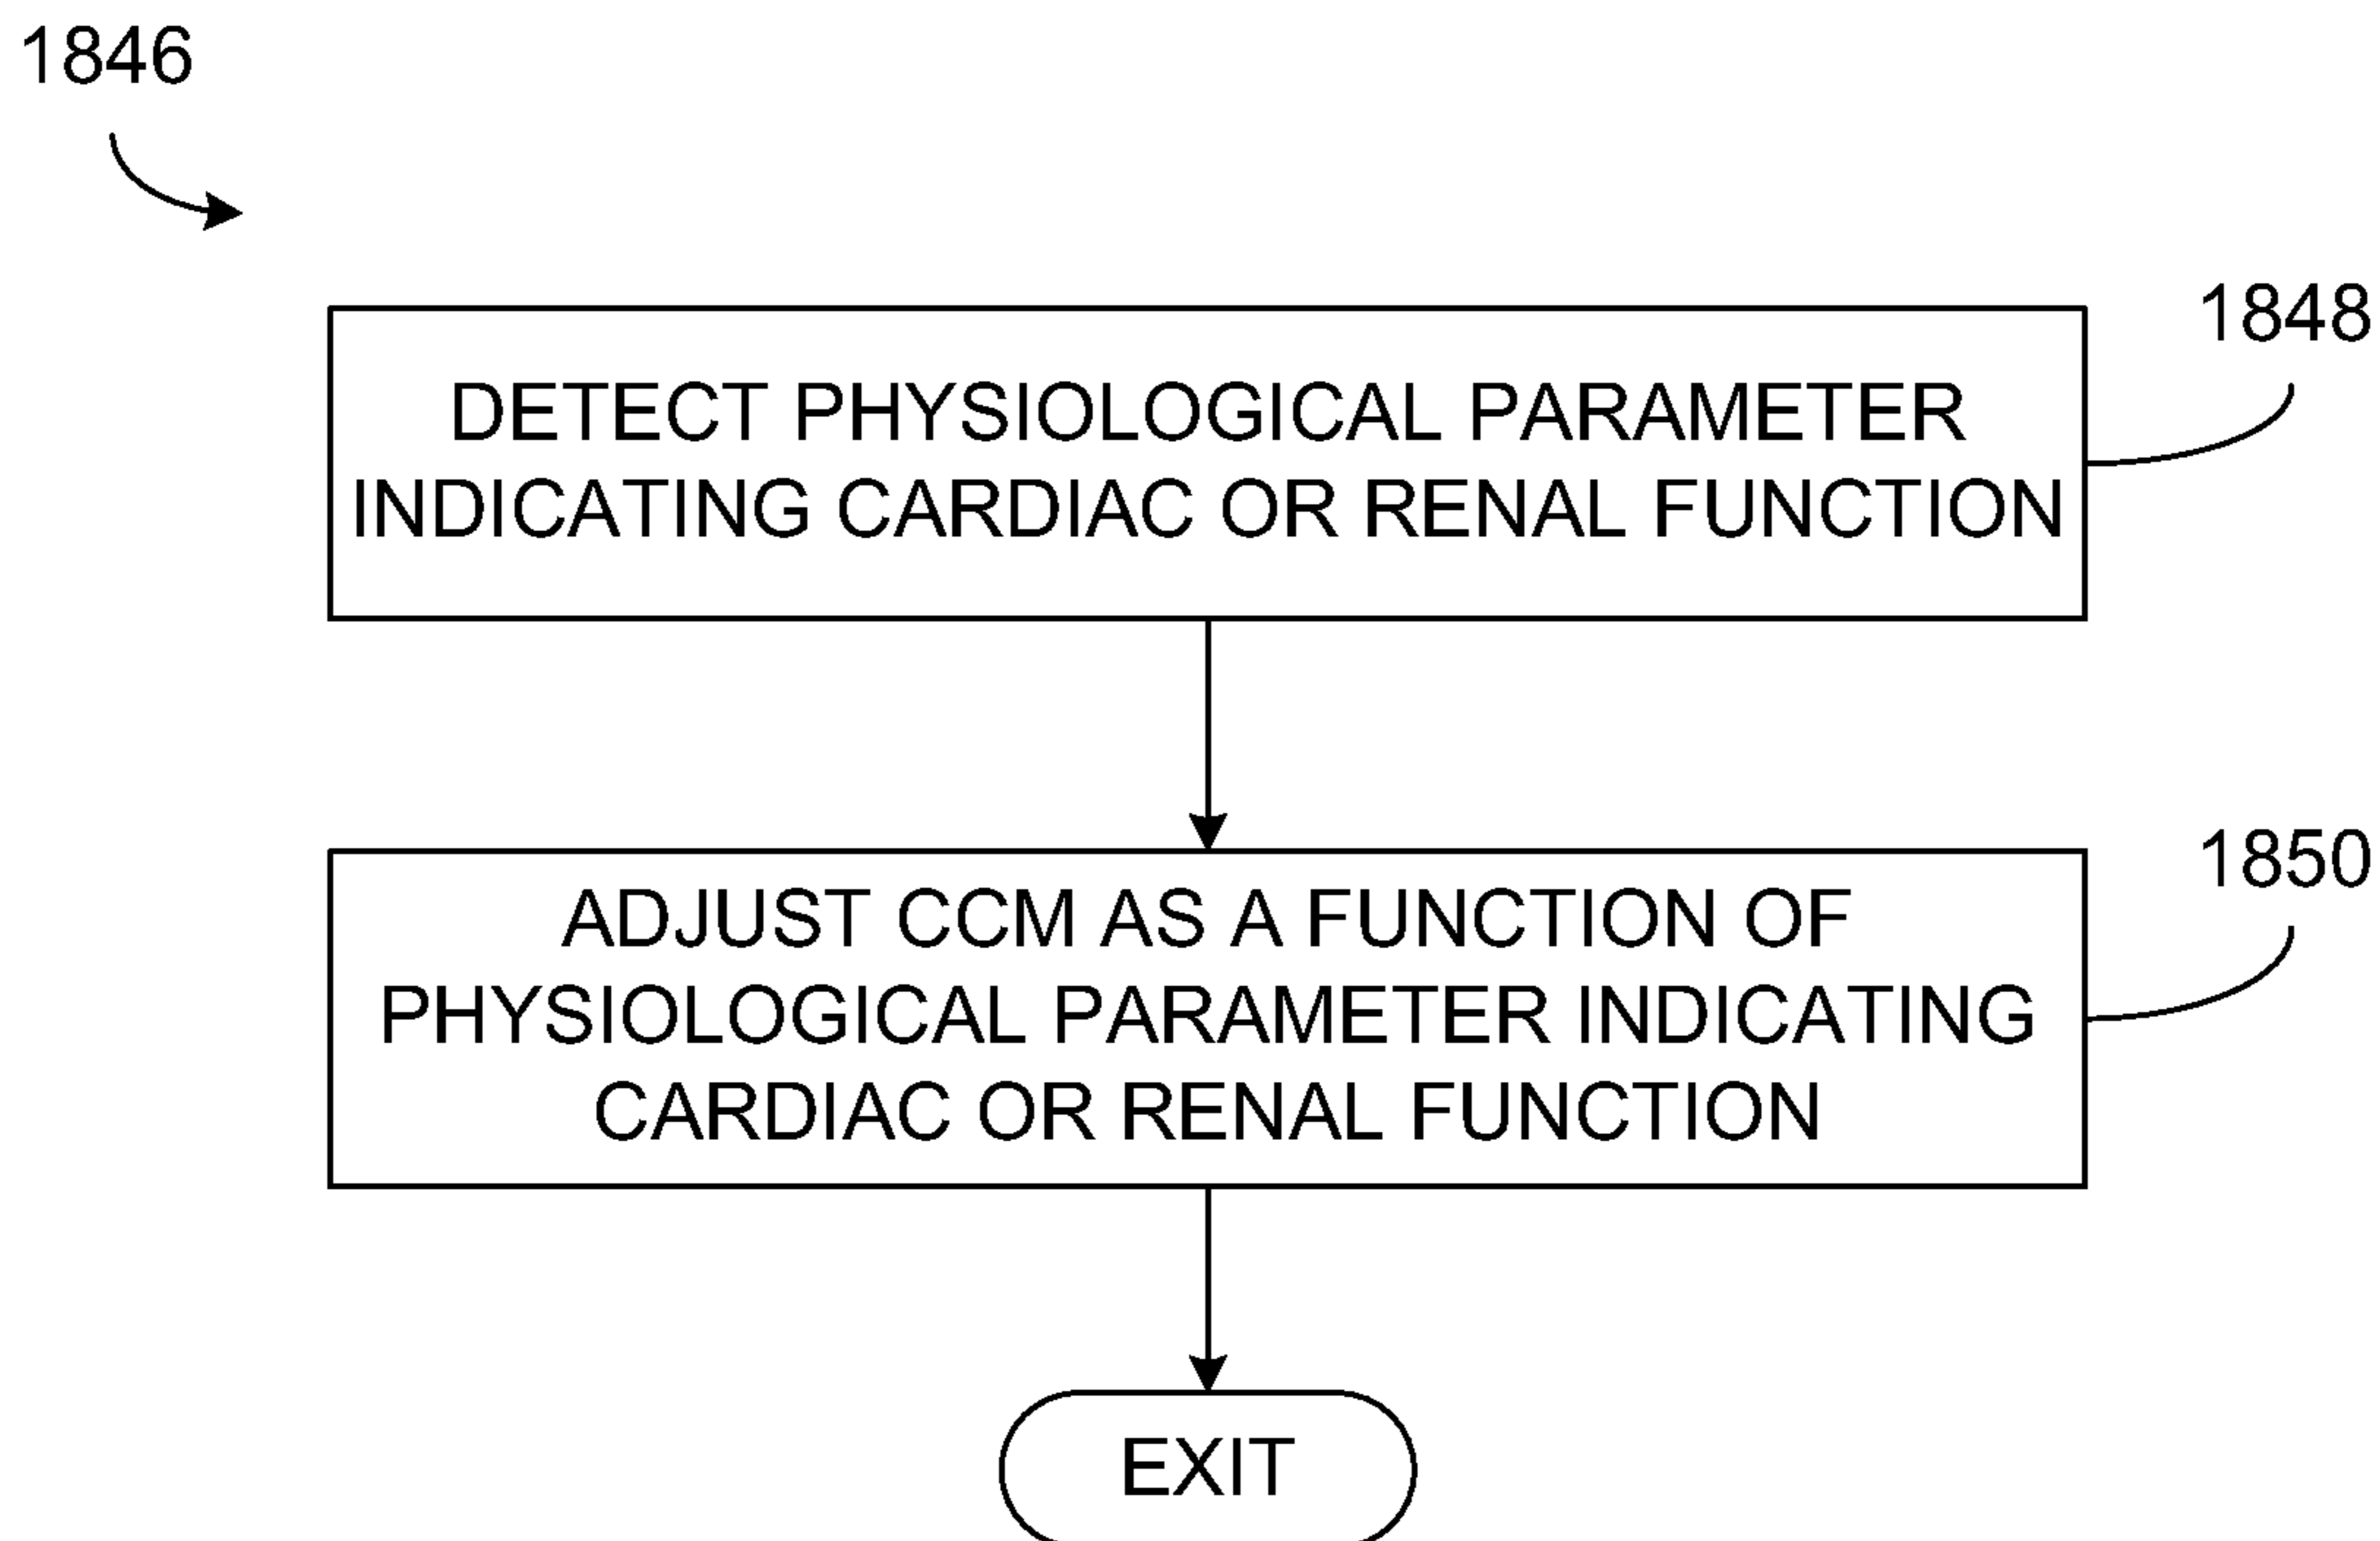 1846
1848
DETECT PHYSIOLOGICAL PARAMETER
INDICATING CARDIAC OR RENAL FUNCTION
1850
ADJUST CCM AS A FUNCTION OF
PHYSIOLOGICAL PARAMETER INDICATING
CARDIAC OR RENAL FUNCTION
EXIT